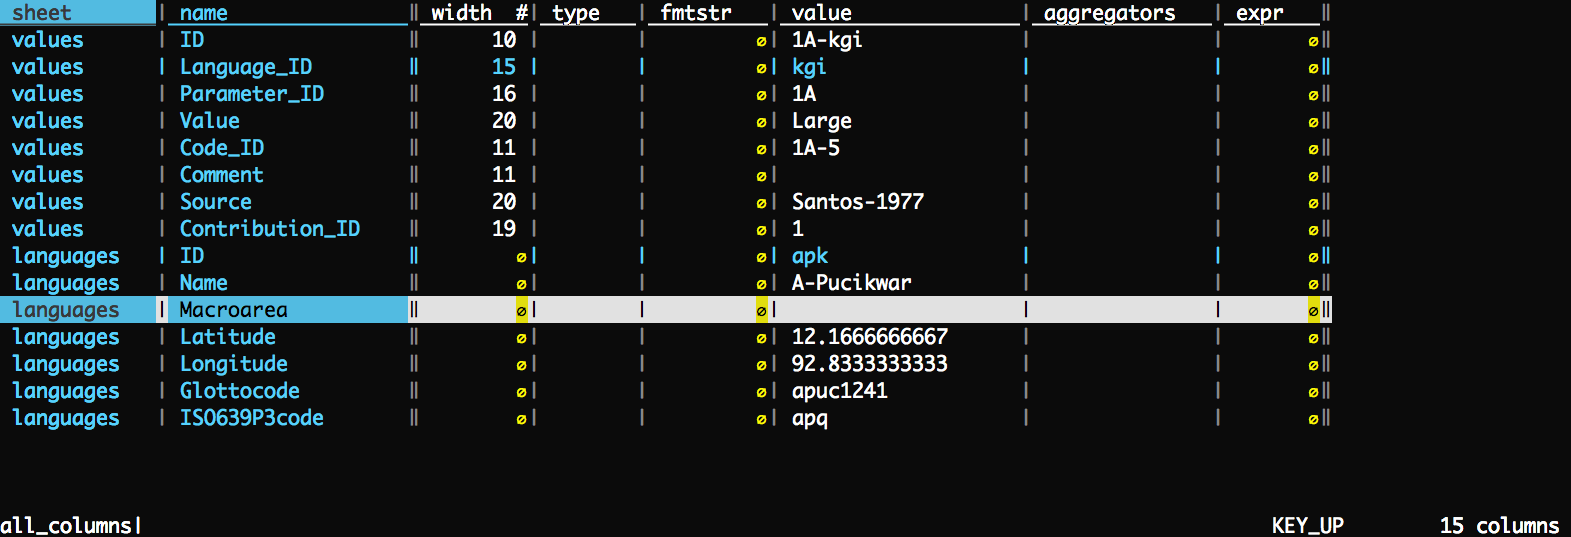 sheet | name ‖ width #| type | fmtstr | value | aggregators | expr ‖
values | ID ‖ 10 | | ∅| 1A-kgi | | ∅‖
values | Language_ID ‖ 15 | | ∅| kgi | | ∅‖
values | Parameter_ID ‖ 16 | | ∅| 1A | | ∅‖
values | Value ‖ 20 | | ∅| Large | | ∅‖
values | Code_ID ‖ 11 | | ∅| 1A-5 | | ∅‖
values | Comment ‖ 11 | | ∅| | | ∅‖
values | Source ‖ 20 | | ∅| Santos-1977 | | ∅‖
values | Contribution_ID ‖ 19 | | ∅| 1 | | ∅‖
languages | ID ‖ ∅| | ∅| apk | | ∅‖
languages | Name ‖ ∅| | ∅| A-Pucikwar | | ∅‖
languages | Macroarea ‖ ∅| | ∅| | | ∅‖
languages | Latitude ‖ ∅| | ∅| 12.1666666667 | | ∅‖
languages | Longitude ‖ ∅| | ∅| 92.8333333333 | | ∅‖
languages | Glottocode ‖ ∅| | ∅| apuc1241 | | ∅‖
languages | ISO639P3code ‖ ∅| | ∅| apq | | ∅‖
all_columns| KEY_UP 15 columns